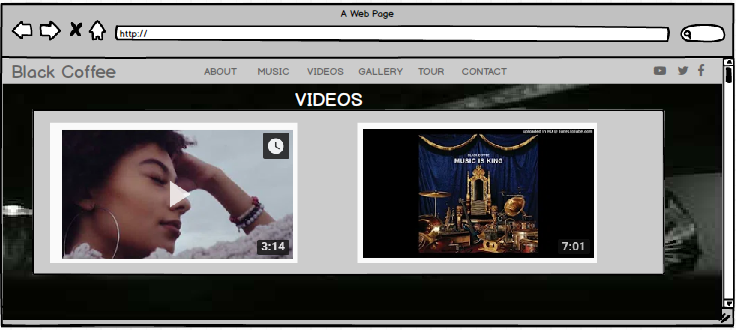 A Web Page
http://
Black Coffee
ABOUT MUSIC VIDEOS GALLERY TOUR CONTACT
VIDEOS
MUSIC IS KING
3:14
7:01